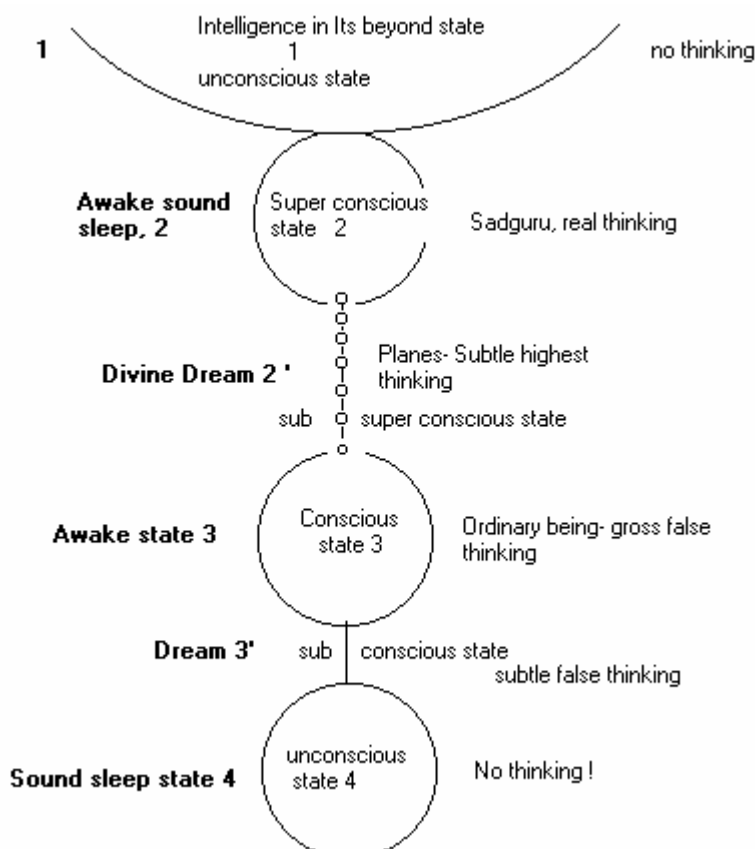 Intelligence in Its beyond state
1
1
no thinking
unconscious state
Awake sound
sleep, 2
Super conscious
state 2
Sadguru, real thinking
Divine Dream 2 '
Planes- Subtle highest
thinking
sub super conscious state
Awake state 3
Conscious
state 3
Ordinary being- gross false
thinking
Dream 3'
sub conscious state
subtle false thinking
Sound sleep state 4
unconscious
state 4
No thinking !